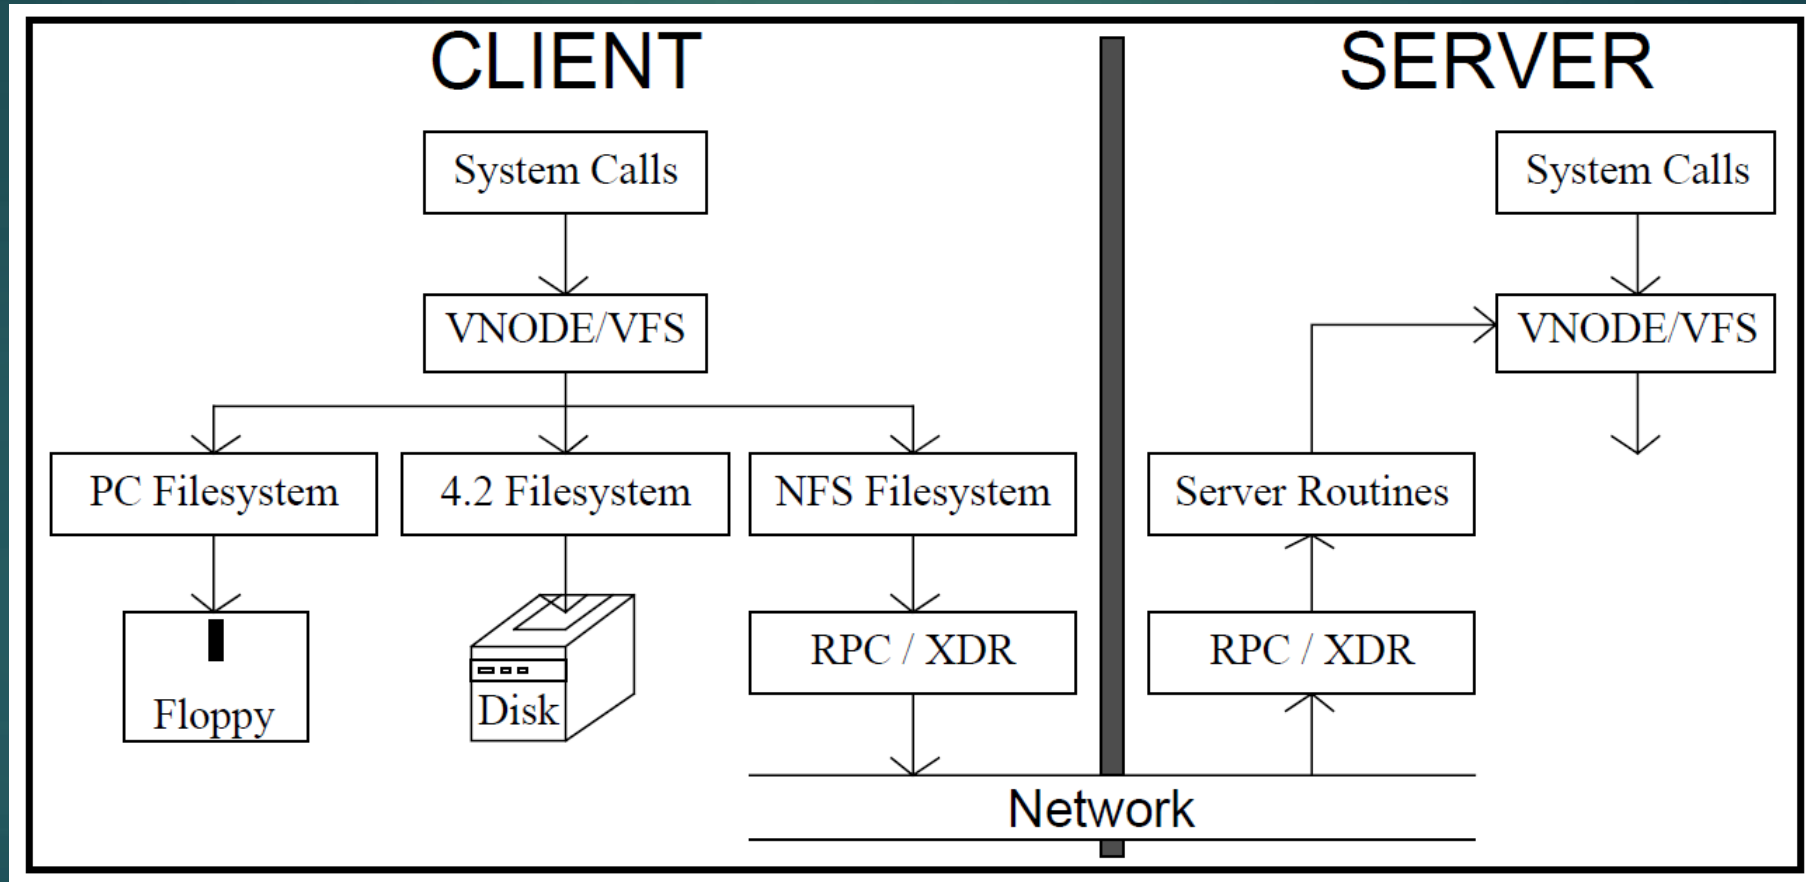 CLIENT
SERVER
System Calls
System Calls
VNODE/VFS
VNODE/VFS
PC Filesystem
4.2 Filesystem
NFS Filesystem
Server Routines
RPC / XDR
RPC / XDR
Floppy
Disk
Network